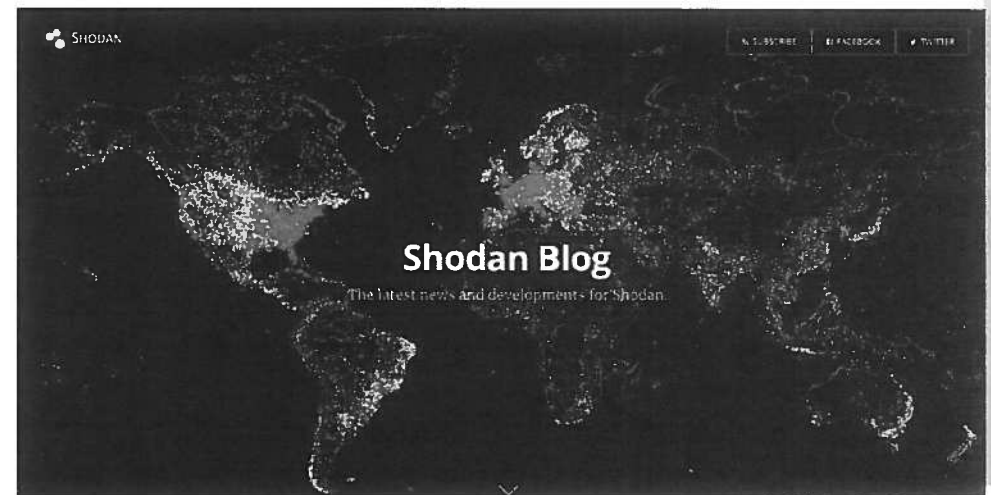 SHODAN
SUBSCRIBE
FACEBOOK
TWITTER
Shodan Blog
The latest news and developments for Shodan.